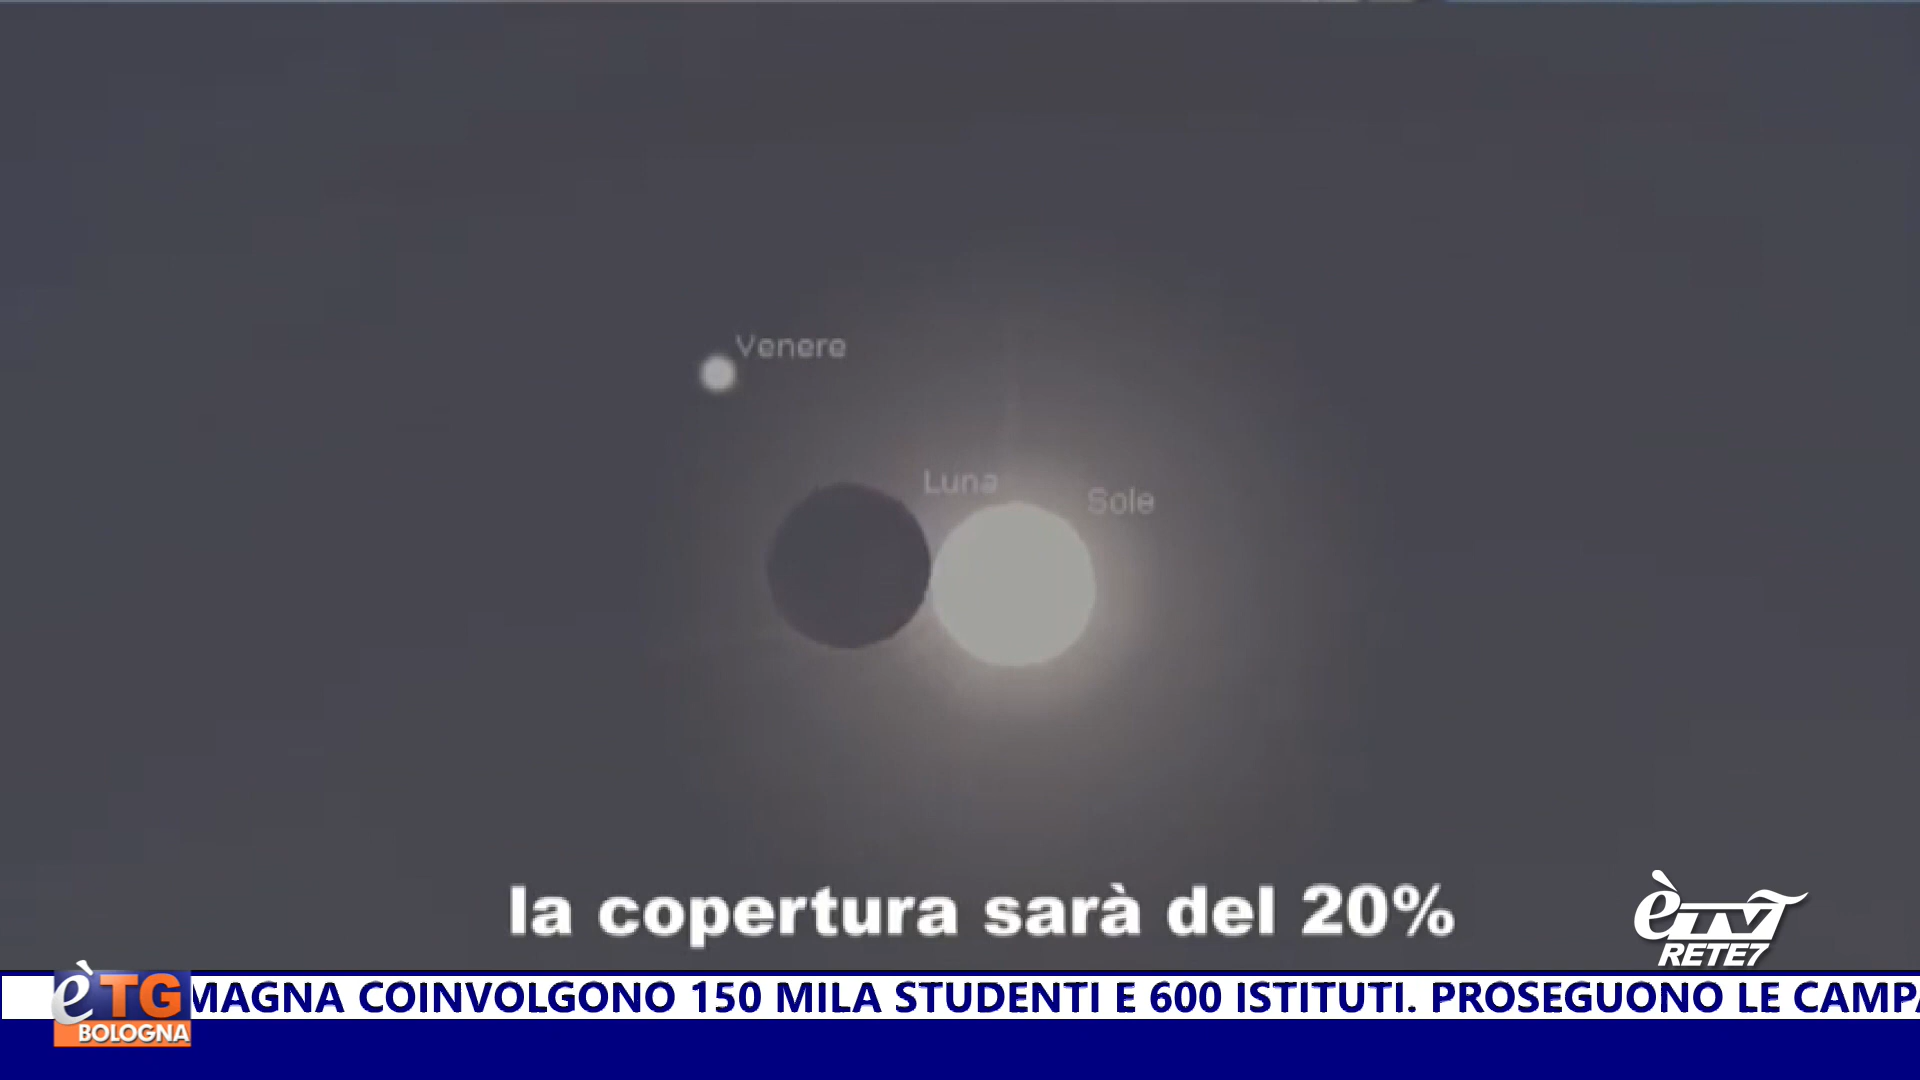 Venere
Luna
Sole
la copertura sarà del 20%
èTV
RETE7
èTG
BOLOGNA
MAGNA COINVOLGONO 150 MILA STUDENTI E 600 ISTITUTI. PROSEGUONO LE CAMPA